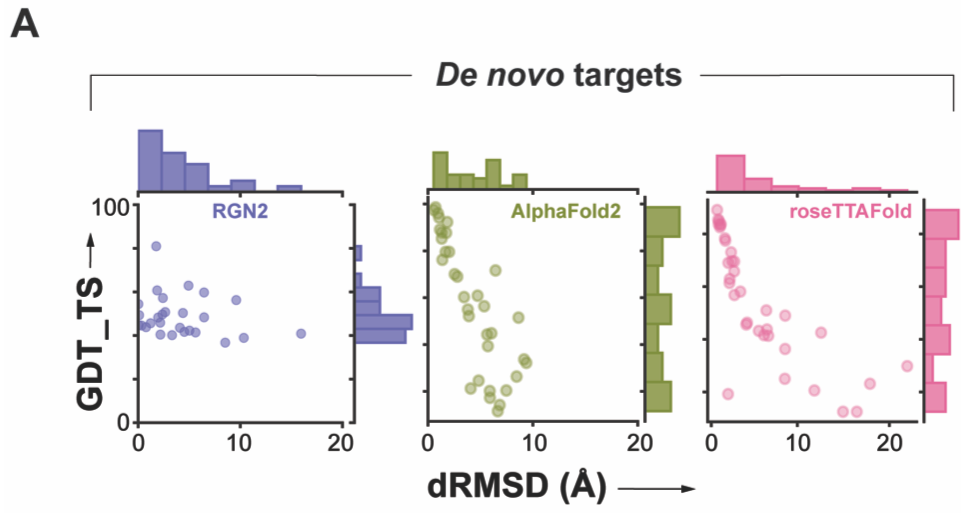 A
De novo targets
RGN2
AlphaFold2
roseTTAFold
100
0
GDT_TS
0 10 20
0 10 20
0 10 20
dRMSD (Å)